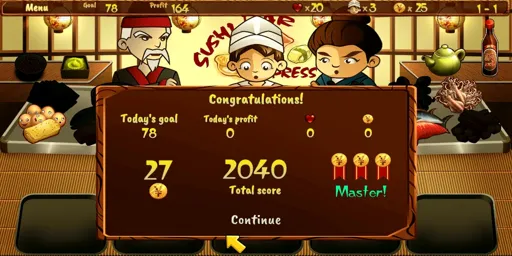 Menu Goal 78 Profit 164 x20 x25 1 - 1
SUSHI BAR
EXPRESS
Congratulations!
Today's goal Today's profit
78 0 0 0
27 2040
Total score Master!
Continue